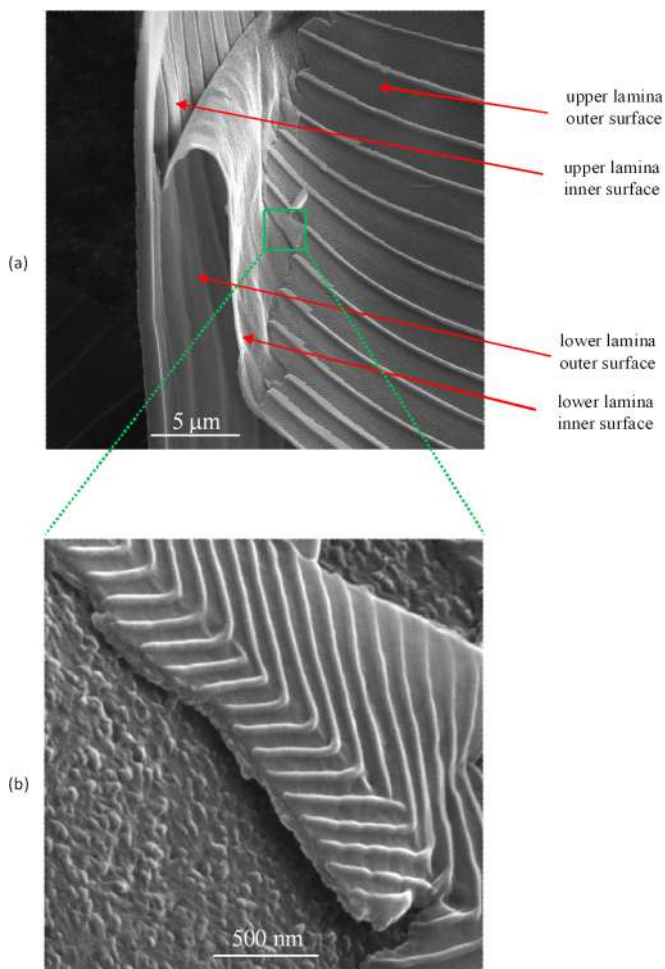 upper lamina
outer surface
upper lamina
inner surface
(a)
lower lamina
outer surface
lower lamina
inner surface
5 μm
(b)
500 nm